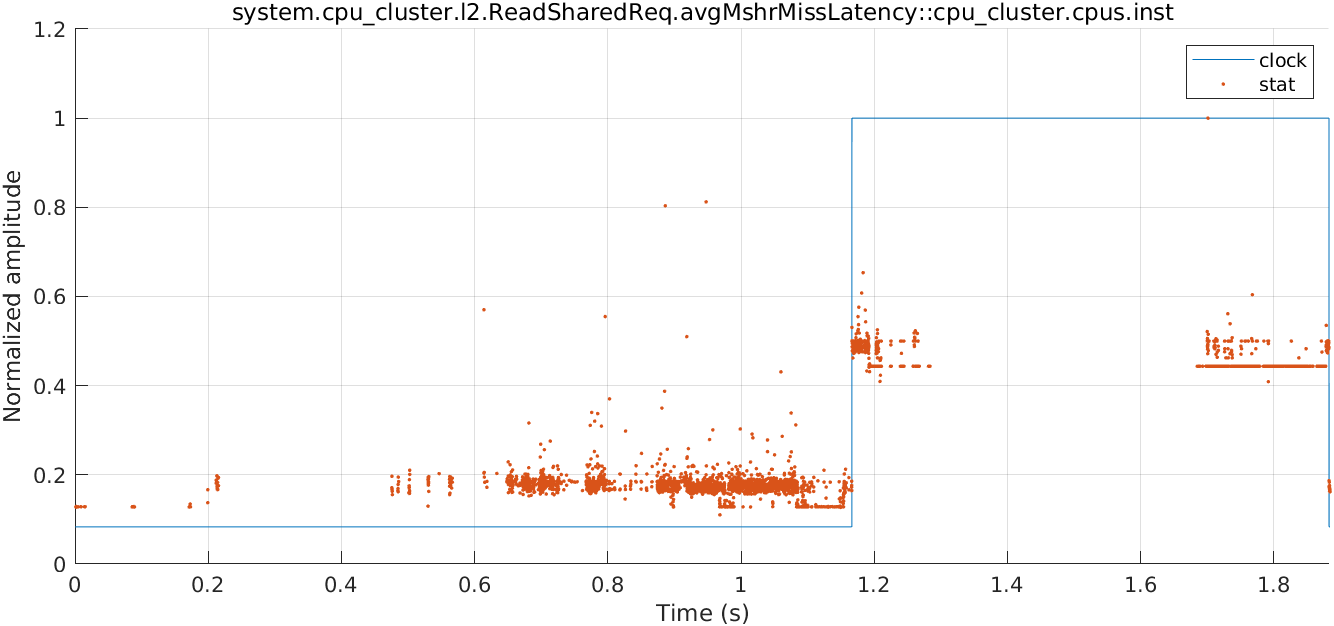 system.cpu_cluster.l2.ReadSharedReq.avgMshrMissLatency::cpu_cluster.cpus.inst
1.2
1
0.8
0.6
0.4
0.2
0
Normalized amplitude
clock
stat
0 0.2 0.4 0.6 0.8 1 1.2 1.4 1.6 1.8
Time (s)